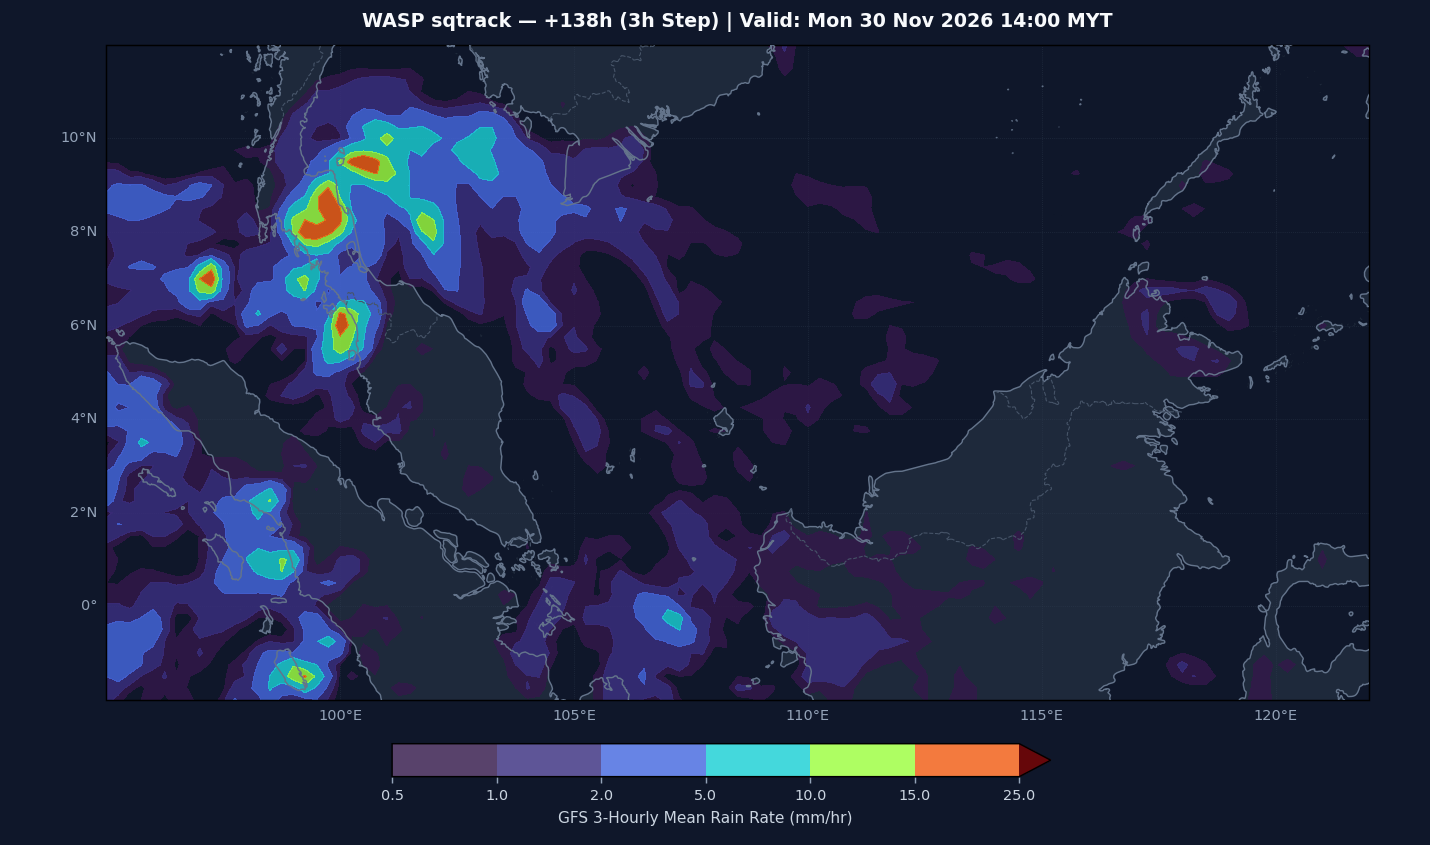 WASP sqtrack — +138h (3h Step) | Valid: Mon 30 Nov 2026 14:00 MYT
10°N
8°N
6°N
4°N
2°N
0°
100°E 105°E 110°E 115°E 120°E
0.5 1.0 2.0 5.0 10.0 15.0 25.0
GFS 3-Hourly Mean Rain Rate (mm/hr)